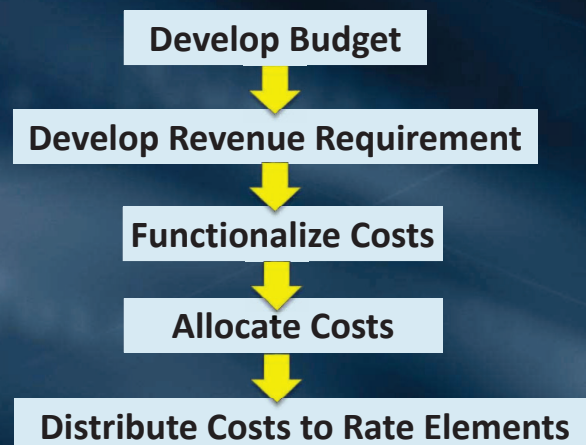 Develop Budget
Develop Revenue Requirement
Functionalize Costs
Allocate Costs
Distribute Costs to Rate Elements